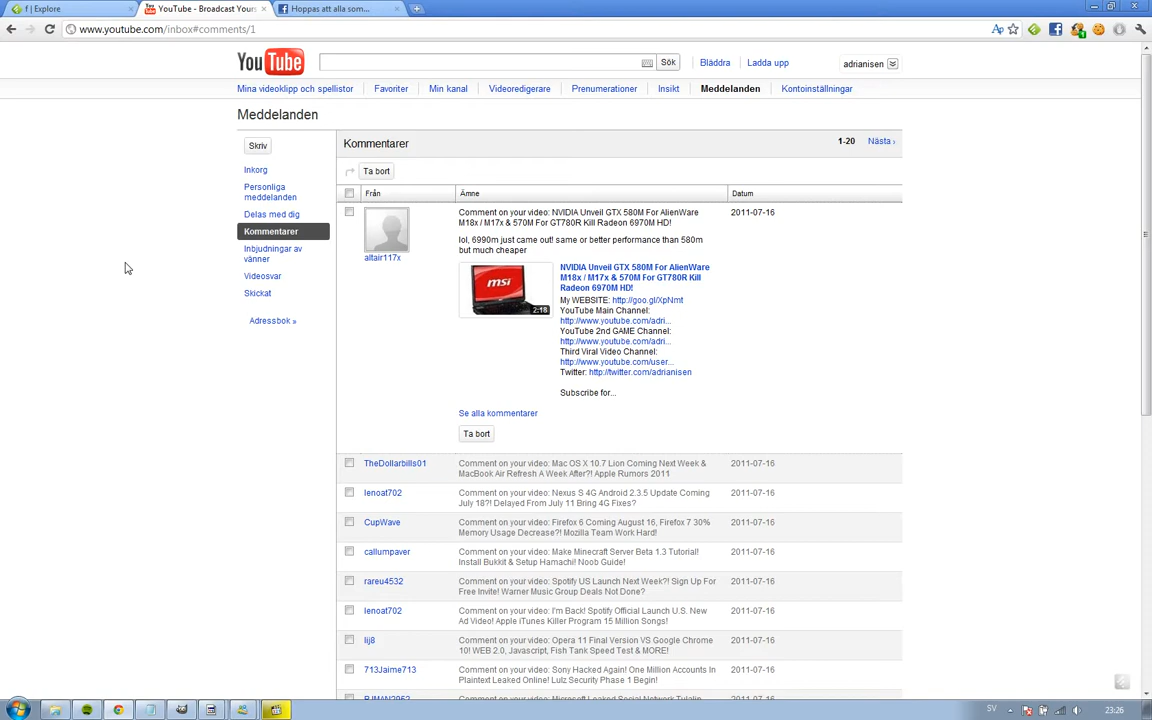 f | Explore
YouTube - Broadcast Yours
Hoppas att alla som...
www.youtube.com/inbox#comments/1
YouTube
Sök
Bläddra
Ladda upp
adrianisen
Mina videoklipp och spellistor
Favoriter
Min kanal
Videoredigerare
Prenumerationer
Insikt
Meddelanden
Kontoinställningar
Meddelanden
Skriv
Inkorg
Personliga
meddelanden
Delas med dig
Kommentarer
Inbjudningar av
vänner
Videosvar
Skickat
Adressbok »
Kommentarer
1-20 Nästa ›
Ta bort
Från Ämne Datum
altair117x
Comment on your video: NVIDIA Unveil GTX 580M For AlienWare
M18x / M17x & 570M For GT780R Kill Radeon 6970M HD!
2011-07-16
lol, 6990m just came out! same or better performance than 580m
but much cheaper
msi
2:18
NVIDIA Unveil GTX 580M For AlienWare
M18x / M17x & 570M For GT780R Kill
Radeon 6970M HD!
My WEBSITE: http://goo.gl/XpNmt
YouTube Main Channel:
http://www.youtube.com/adri...
YouTube 2nd GAME Channel:
http://www.youtube.com/adri...
Third Viral Video Channel:
http://www.youtube.com/user...
Twitter: http://twitter.com/adrianisen
Subscribe for...
Se alla kommentarer
Ta bort
TheDollarbills01 Comment on your video: Mac OS X 10.7 Lion Coming Next Week & 2011-07-16
MacBook Air Refresh A Week After?! Apple Rumors 2011
lenoat702 Comment on your video: Nexus S 4G Android 2.3.5 Update Coming 2011-07-16
July 18?! Delayed From July 11 Bring 4G Fixes?
CupWave Comment on your video: Firefox 6 Coming August 16, Firefox 7 30% 2011-07-16
Memory Usage Decrease?! Mozilla Team Work Hard!
callumpaver Comment on your video: Make Minecraft Server Beta 1.3 Tutorial! 2011-07-16
Install Bukkit & Setup Hamachi! Noob Guide!
rareu4532 Comment on your video: Spotify US Launch Next Week?! Sign Up For 2011-07-16
Free Invite! Warner Music Group Deals Not Done?
lenoat702 Comment on your video: I'm Back! Spotify Official Launch U.S. New 2011-07-16
Ad Video! Apple iTunes Killer Program 15 Million Songs!
lij8 Comment on your video: Opera 11 Final Version VS Google Chrome 2011-07-16
10! WEB 2.0, Javascript, Fish Tank Speed Test & MORE!
713Jaime713 Comment on your video: Sony Hacked Again! One Million Accounts In 2011-07-16
Plaintext Leaked Online! Lulz Security Phase 1 Begin!
SV
23:26